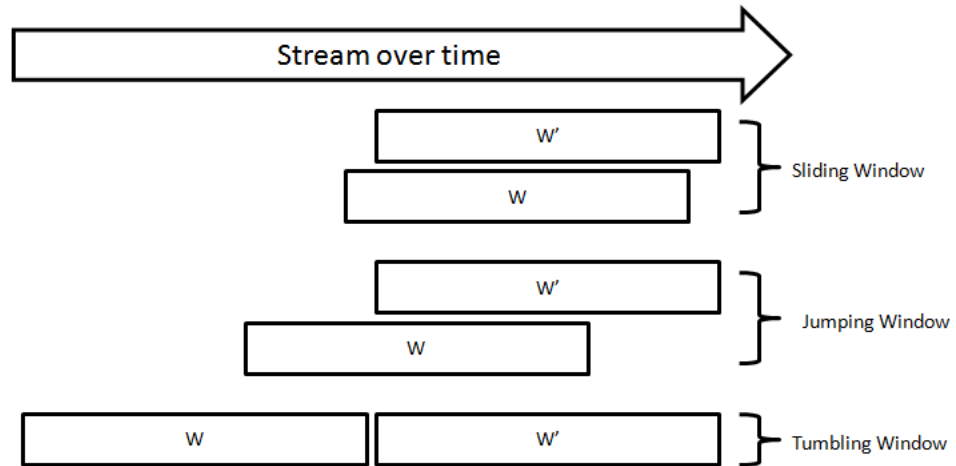 Stream over time
W’
Sliding Window
W
W’
Jumping Window
W
W
W’
Tumbling Window